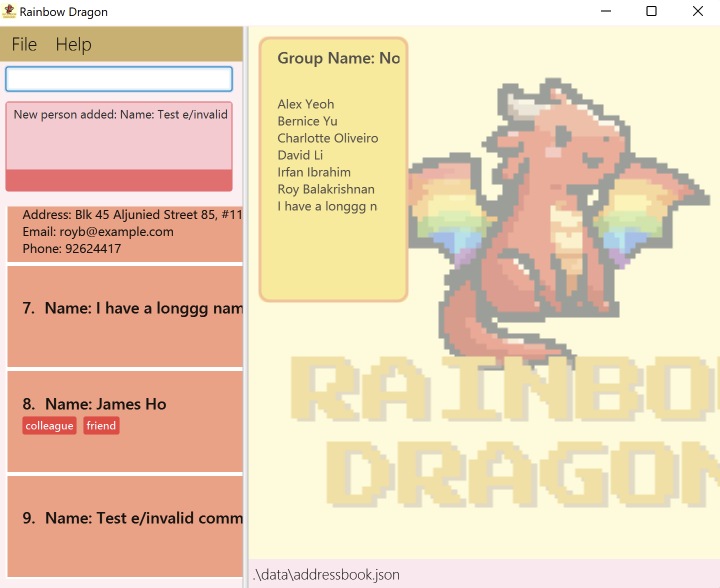 Rainbow Dragon
File Help
New person added: Name: Test e/invalid
Address: Blk 45 Aljunied Street 85, #11
Email: royb@example.com
Phone: 92624417
7. Name: I have a longgg nam
8. Name: James Ho
colleague friend
9. Name: Test e/invalid comm
Group Name: No
Alex Yeoh
Bernice Yu
Charlotte Oliveiro
David Li
Irfan Ibrahim
Roy Balakrishnan
I have a longgg n
RAINBO
DRAGON
.\data\addressbook.json